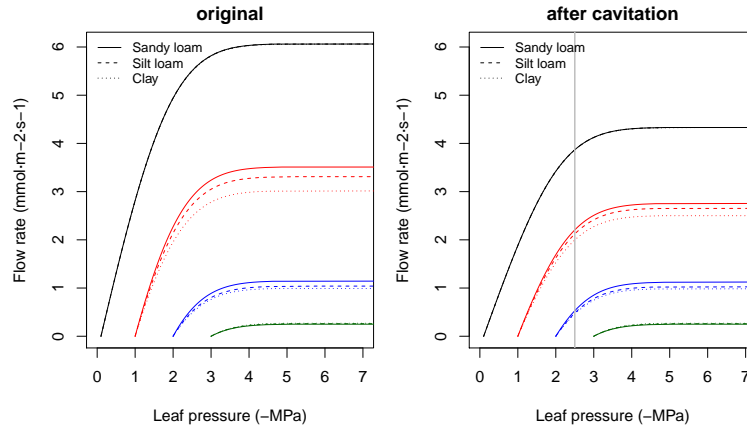 original
Flow rate (mmol·m−2·s−1)
6
5
4
3
2
1
0
Sandy loam
Silt loam
Clay
0 1 2 3 4 5 6 7
Leaf pressure (−MPa)
after cavitation
Flow rate (mmol·m−2·s−1)
6
5
4
3
2
1
0
Sandy loam
Silt loam
Clay
0 1 2 3 4 5 6 7
Leaf pressure (−MPa)